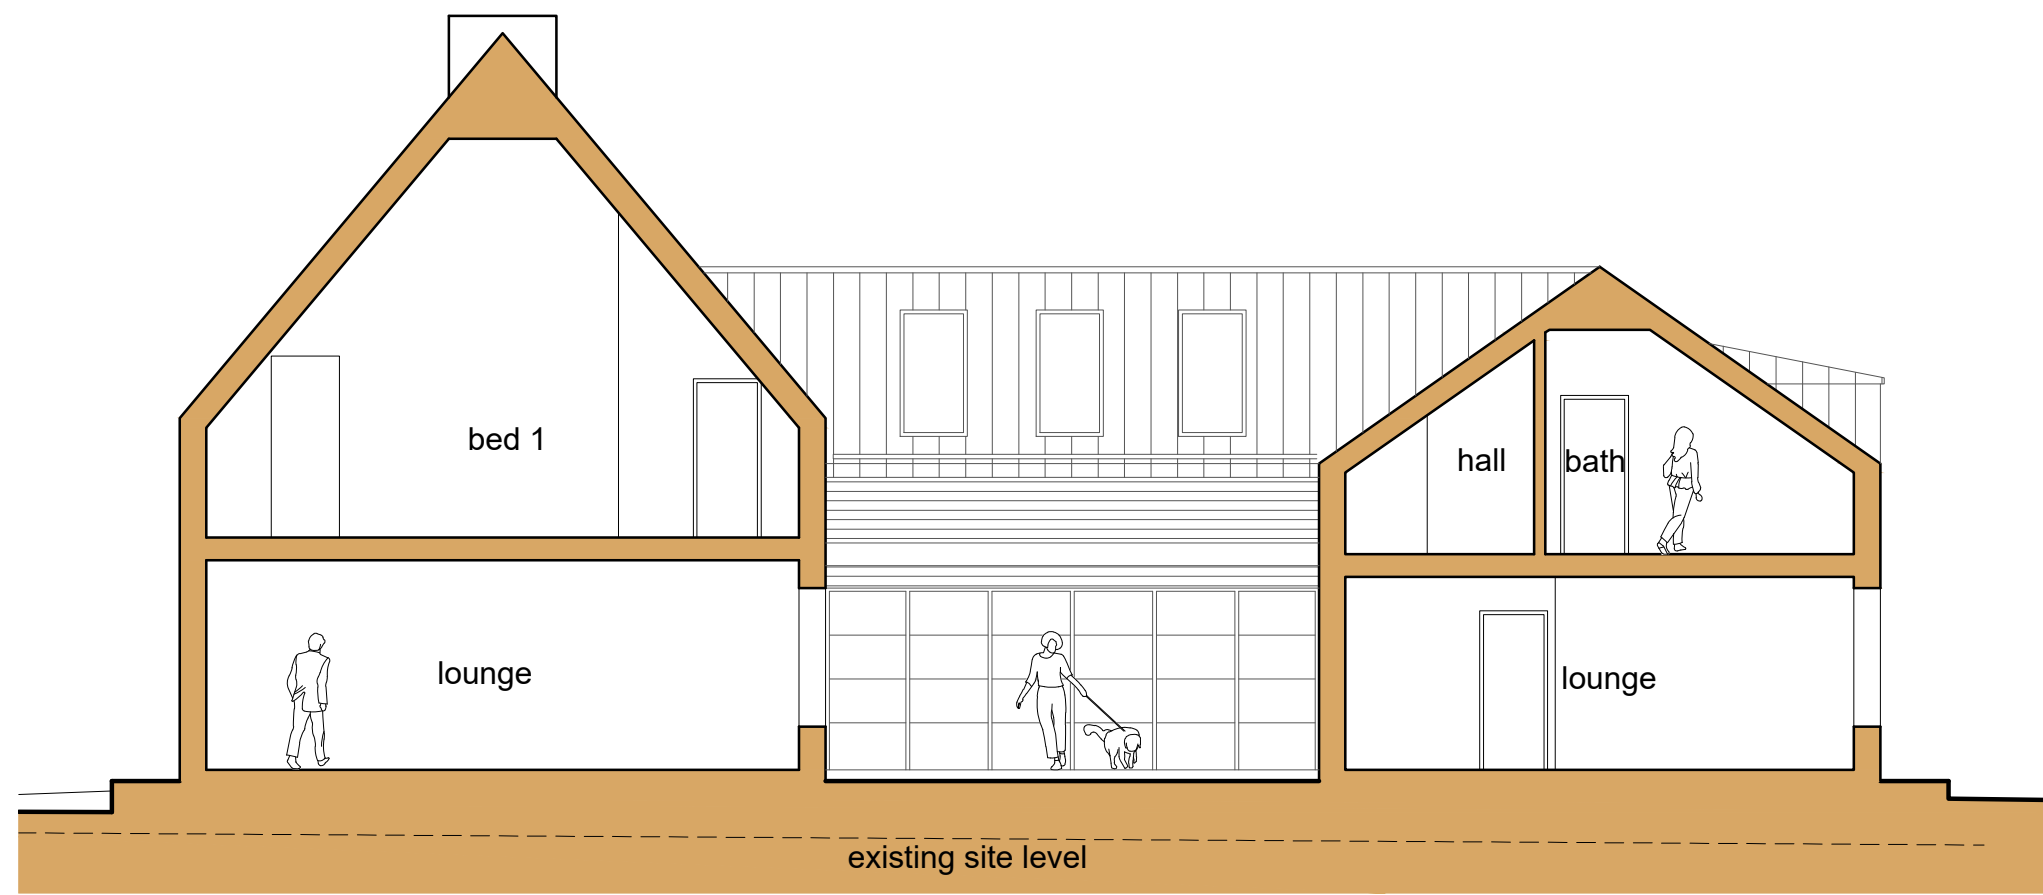 bed 1
hall
bath
lounge
lounge
existing site level